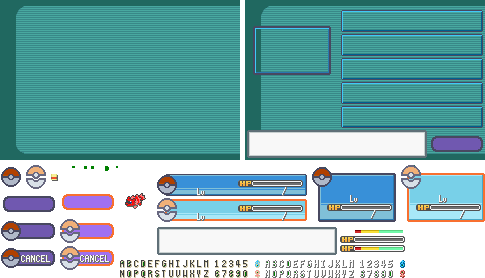 HP
Lv /
HP
Lv /
HP
Lv /
HP
Lv /
CANCEL CANCEL
HP
HP
ABCDEFGHIJKLM 12345 ABCDEFGHIJKLM 12345
NOPQRSTUVWXYZ 67890 NOPQRSTUVWXYZ 67890